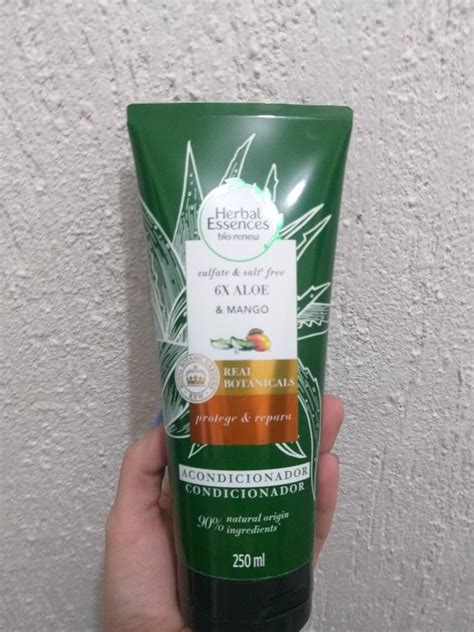 Herbal
Essences
bio:renew
sulfate & salt† free
6X ALOE
& MANGO
REAL
BOTANICALS
KEW
protege & repara
ACONDICIONADOR
CONDICIONADOR
90% natural origin
ingredients*
250 ml